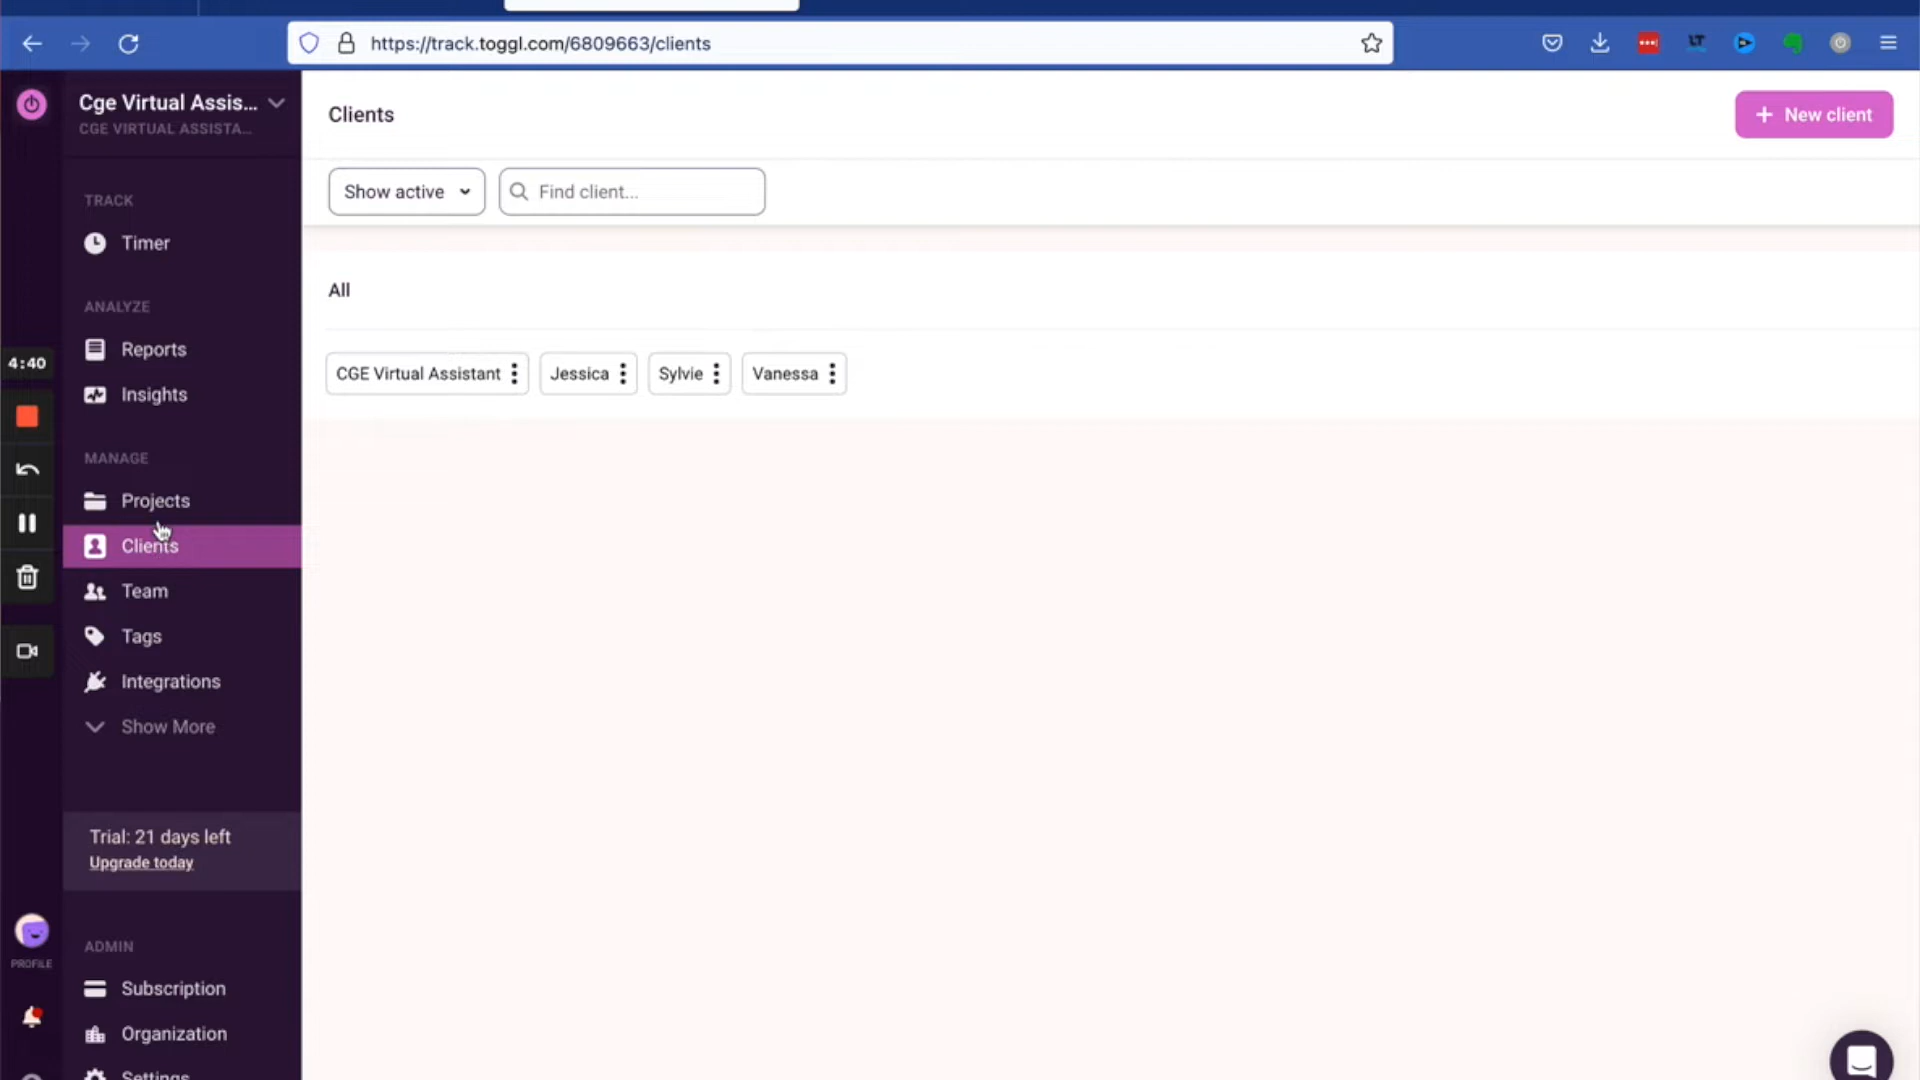 https://track.toggl.com/6809663/clients
LT
Cge Virtual Assis...
CGE VIRTUAL ASSISTA...
Clients
+ New client
Show active
Find client...
TRACK
Timer
All
ANALYZE
Reports
4:40
CGE Virtual Assistant
Jessica
Sylvie
Vanessa
Insights
MANAGE
Projects
Clients
Team
Tags
Integrations
Show More
Trial: 21 days left
Upgrade today
PROFILE
ADMIN
Subscription
Organization
Settings